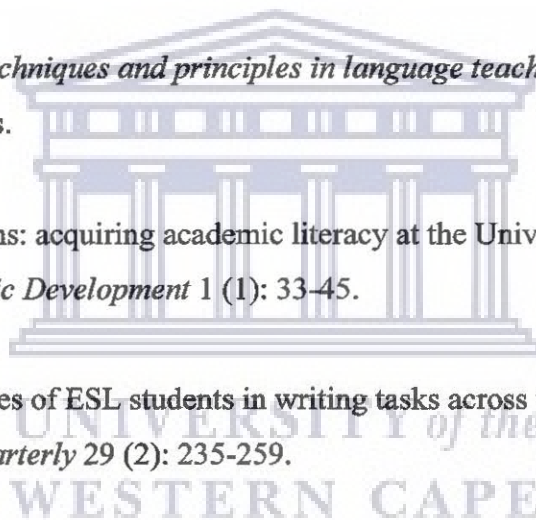 chniques and principles in language teach
s.
ns: acquiring academic literacy at the Univ
ic Development 1 (1): 33-45.
es of ESL students in writing tasks across
UNIVERSITY of the
arterly 29 (2): 235-259.
WESTERN CAPE